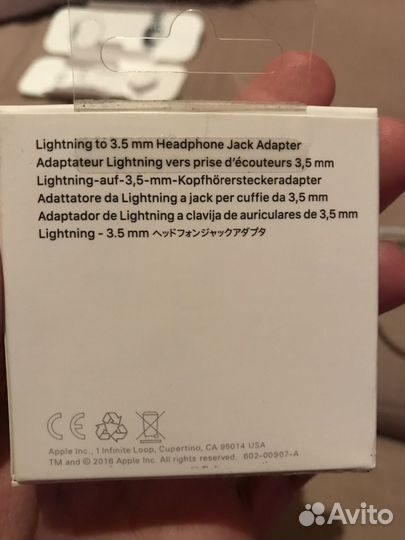 Lightning to 3.5 mm Headphone Jack Adapter
Adaptateur Lightning vers prise d'écouteurs 3,5 mm
Lightning-auf-3,5-mm-Kopfhörersteckeradapter
Adattatore da Lightning a jack per cuffie da 3,5 mm
Adaptador de Lightning a clavija de auriculares de 3,5 mm
Lightning - 3.5 mm ヘッドフォンジャックアダプタ
CE
Apple Inc., 1 Infinite Loop, Cupertino, CA 95014 USA
TM and © 2016 Apple Inc. All rights reserved. 602-00907-A
Avito